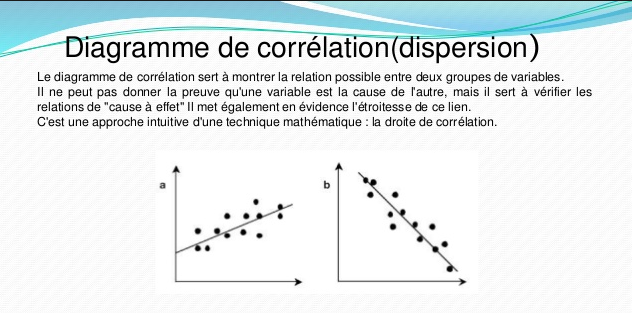 Diagramme de corrélation(dispersion)
Le diagramme de corrélation sert à montrer la relation possible entre deux groupes de variables.
Il ne peut pas donner la preuve qu'une variable est la cause de l'autre, mais il sert à vérifier les
relations de "cause à effet" Il met également en évidence l'étroitesse de ce lien.
C'est une approche intuitive d'une technique mathématique : la droite de corrélation.
a
b